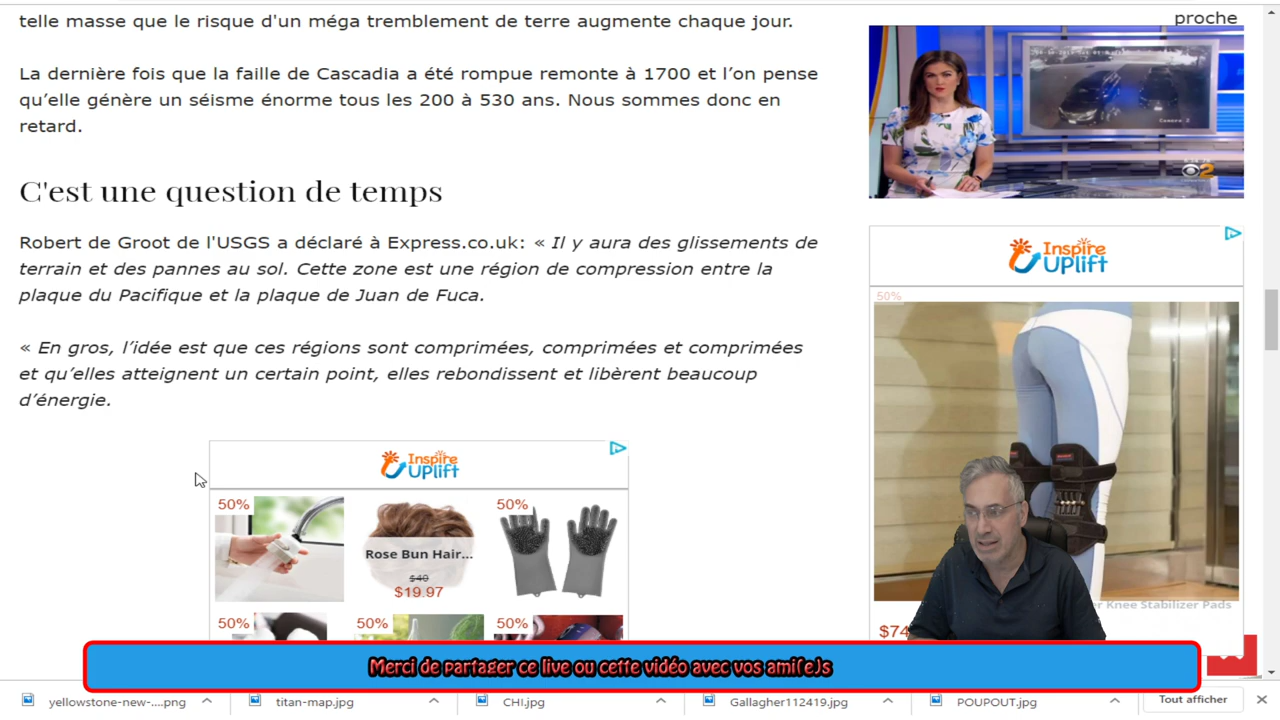 telle masse que le risque d'un méga tremblement de terre augmente chaque jour.
La dernière fois que la faille de Cascadia a été rompue remonte à 1700 et l’on pense
qu’elle génère un séisme énorme tous les 200 à 530 ans. Nous sommes donc en
retard.
C'est une question de temps
Robert de Groot de l'USGS a déclaré à Express.co.uk: « Il y aura des glissements de
terrain et des pannes au sol. Cette zone est une région de compression entre la
plaque du Pacifique et la plaque de Juan de Fuca.
« En gros, l’idée est que ces régions sont comprimées, comprimées et comprimées
et qu’elles atteignent un certain point, elles rebondissent et libèrent beaucoup
d’énergie.
Inspire
Uplift
50%
50%
Rose Bun Hair...
$40
$19.97
50%
50%
50%
50%
proche
Camera 2
2
Inspire
Uplift
50%
Knee Stabilizer Pads
$74
Merci de partager ce live ou cette vidéo avec vos ami(e)s
yellowstone-new-....png
titan-map.jpg
CHI.jpg
Gallagher112419.jpg
POUPOUT.jpg
Tout afficher